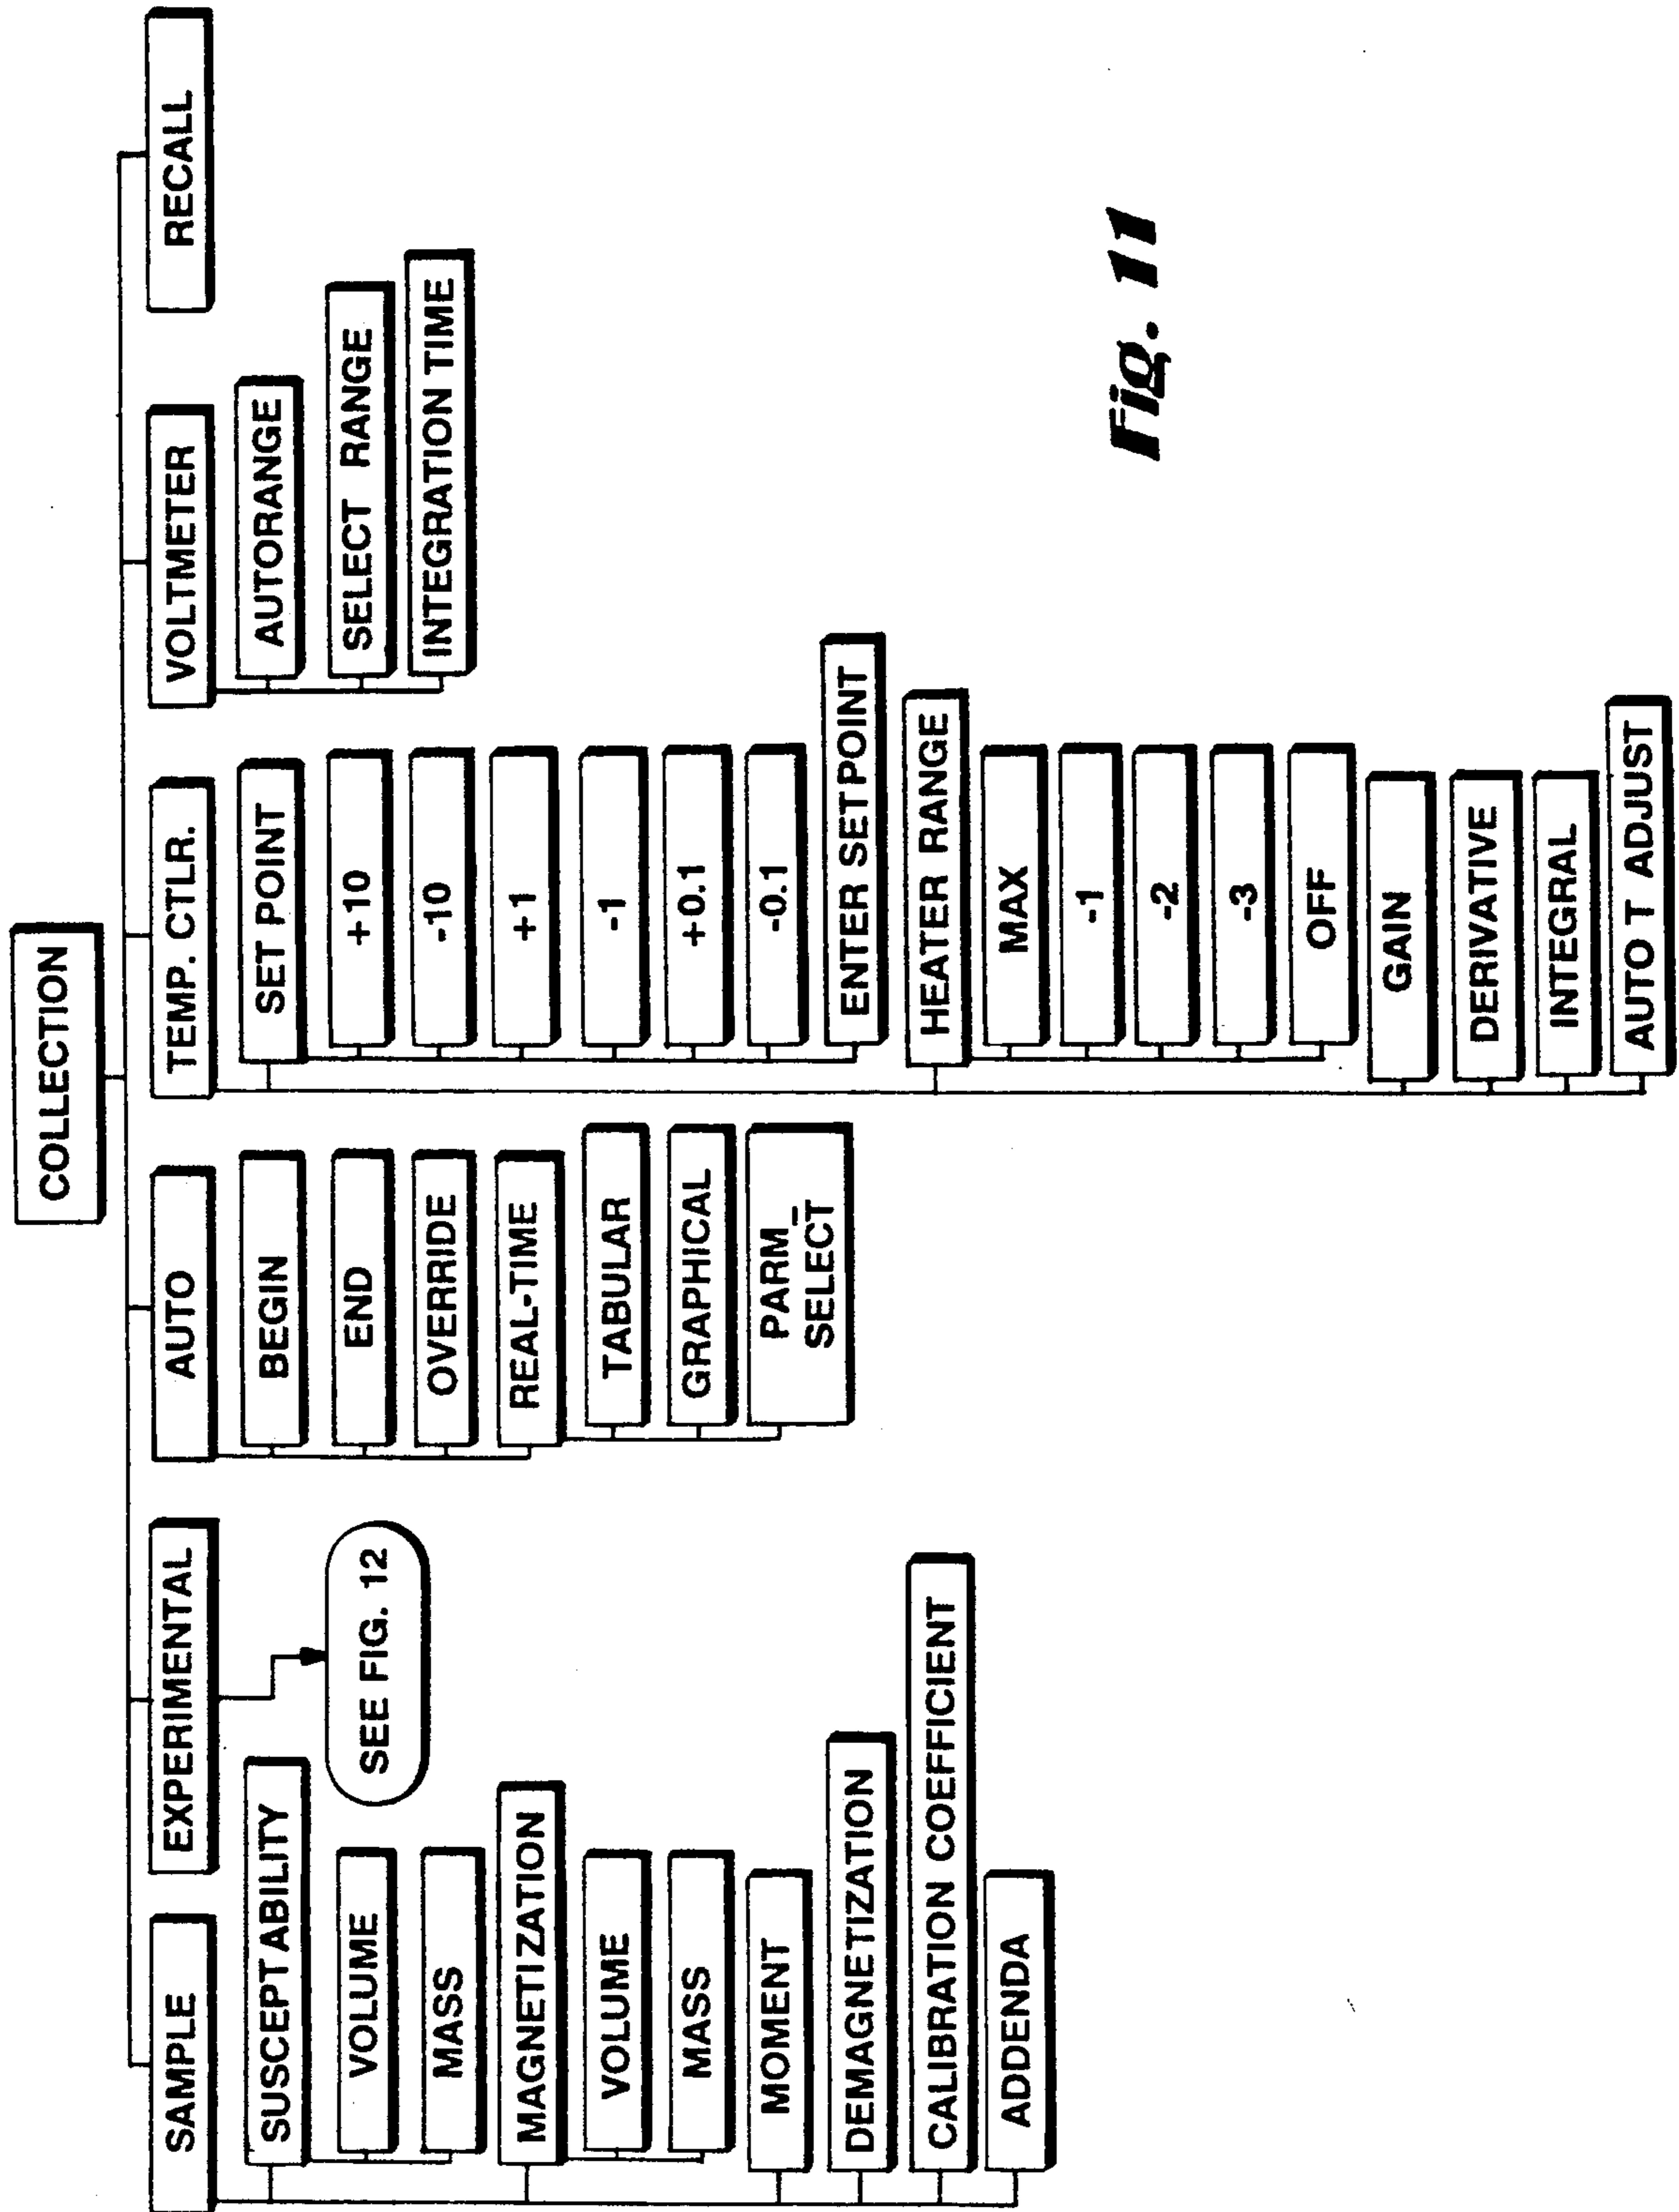 COLLECTION
SAMPLE
SUSCEPTABILITY
VOLUME
MASS
MAGNETIZATION
VOLUME
MASS
MOMENT
DEMAGNETIZATION
CALIBRATION COEFFICIENT
ADDENDA
EXPERIMENTAL
SEE FIG. 12
AUTO
BEGIN
END
OVERRIDE
REAL-TIME
TABULAR
GRAPHICAL
PARM_
SELECT
TEMP. CTLR.
SET POINT
+10
-10
+1
-1
+0.1
-0.1
ENTER SETPOINT
HEATER RANGE
MAX
-1
-2
-3
OFF
GAIN
DERIVATIVE
INTEGRAL
AUTO T ADJUST
VOLTMETER
AUTORANGE
SELECT RANGE
INTEGRATION TIME
RECALL
Fig. 11